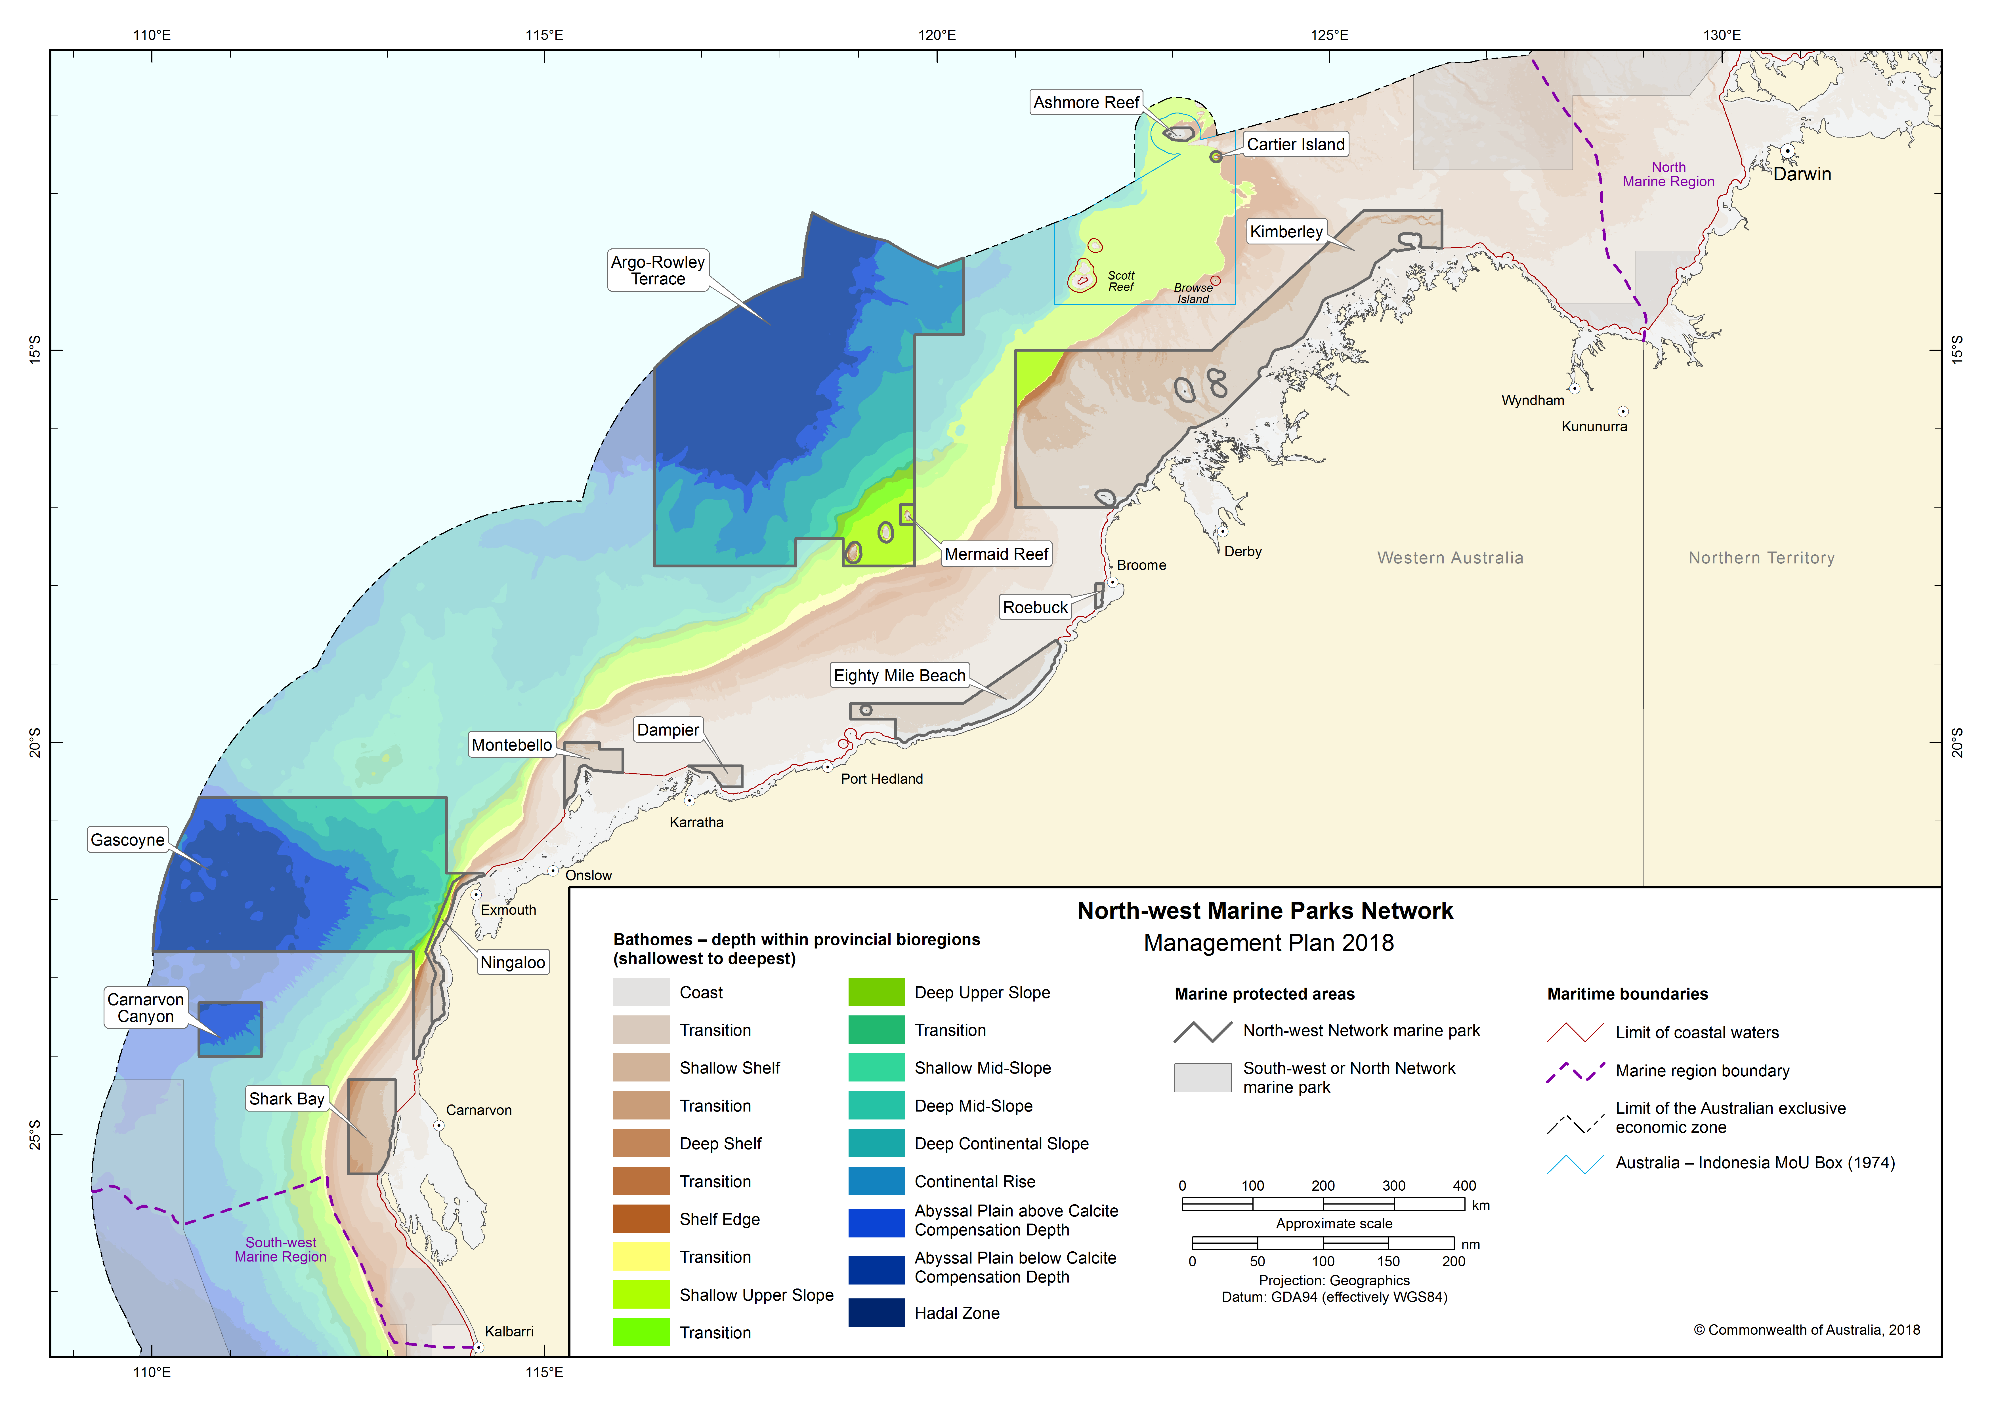 110°E
115°E
120°E
125°E
130°E
Ashmore Reef
Cartier Island
North
Marine Region
Darwin
Kimberley
Argo-Rowley
Terrace
Scott
Reef
Browse
Island
15°S
15°S
Wyndham
Kununurra
Mermaid Reef
Derby
Western Australia
Northern Territory
Broome
Roebuck
Eighty Mile Beach
Dampier
Montebello
20°S
20°S
Port Hedland
Karratha
Gascoyne
Onslow
Exmouth
Ningaloo
Carnarvon
Canyon
Shark Bay
Carnarvon
25°S
South-west
Marine Region
Kalbarri
110°E
115°E
North-west Marine Parks Network
Management Plan 2018
Bathomes – depth within provincial bioregions
(shallowest to deepest)
Coast
Transition
Shallow Shelf
Transition
Deep Shelf
Transition
Shelf Edge
Transition
Shallow Upper Slope
Transition
Deep Upper Slope
Transition
Shallow Mid-Slope
Deep Mid-Slope
Deep Continental Slope
Continental Rise
Abyssal Plain above Calcite
Compensation Depth
Abyssal Plain below Calcite
Compensation Depth
Hadal Zone
Marine protected areas
North-west Network marine park
South-west or North Network
marine park
Maritime boundaries
Limit of coastal waters
Marine region boundary
Limit of the Australian exclusive
economic zone
Australia – Indonesia MoU Box (1974)
0 100 200 300 400
km
Approximate scale
nm
0 50 100 150 200
Projection: Geographics
Datum: GDA94 (effectively WGS84)
© Commonwealth of Australia, 2018